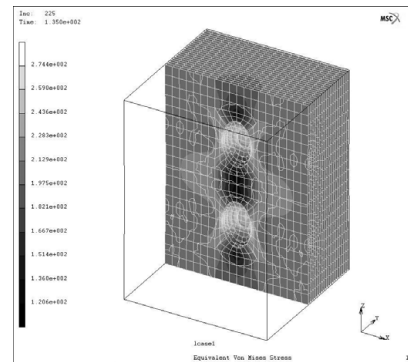 Inc: 225
Time: 1.350e+002
MSC
2.744e+002
2.590e+002
2.436e+002
2.283e+002
2.129e+002
1.975e+002
1.821e+002
1.667e+002
1.514e+002
1.360e+002
1.206e+002
lcase1
Equivalent Von Mises Stress
Z
Y
X
1